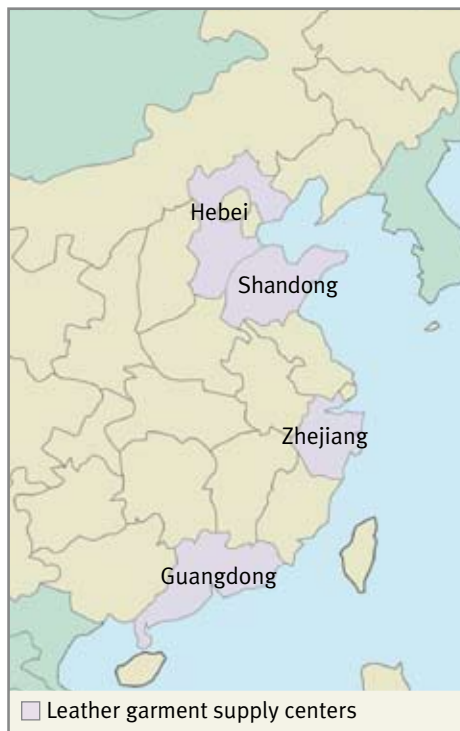 Hebei
Shandong
Zhejiang
Guangdong
Leather garment supply centers